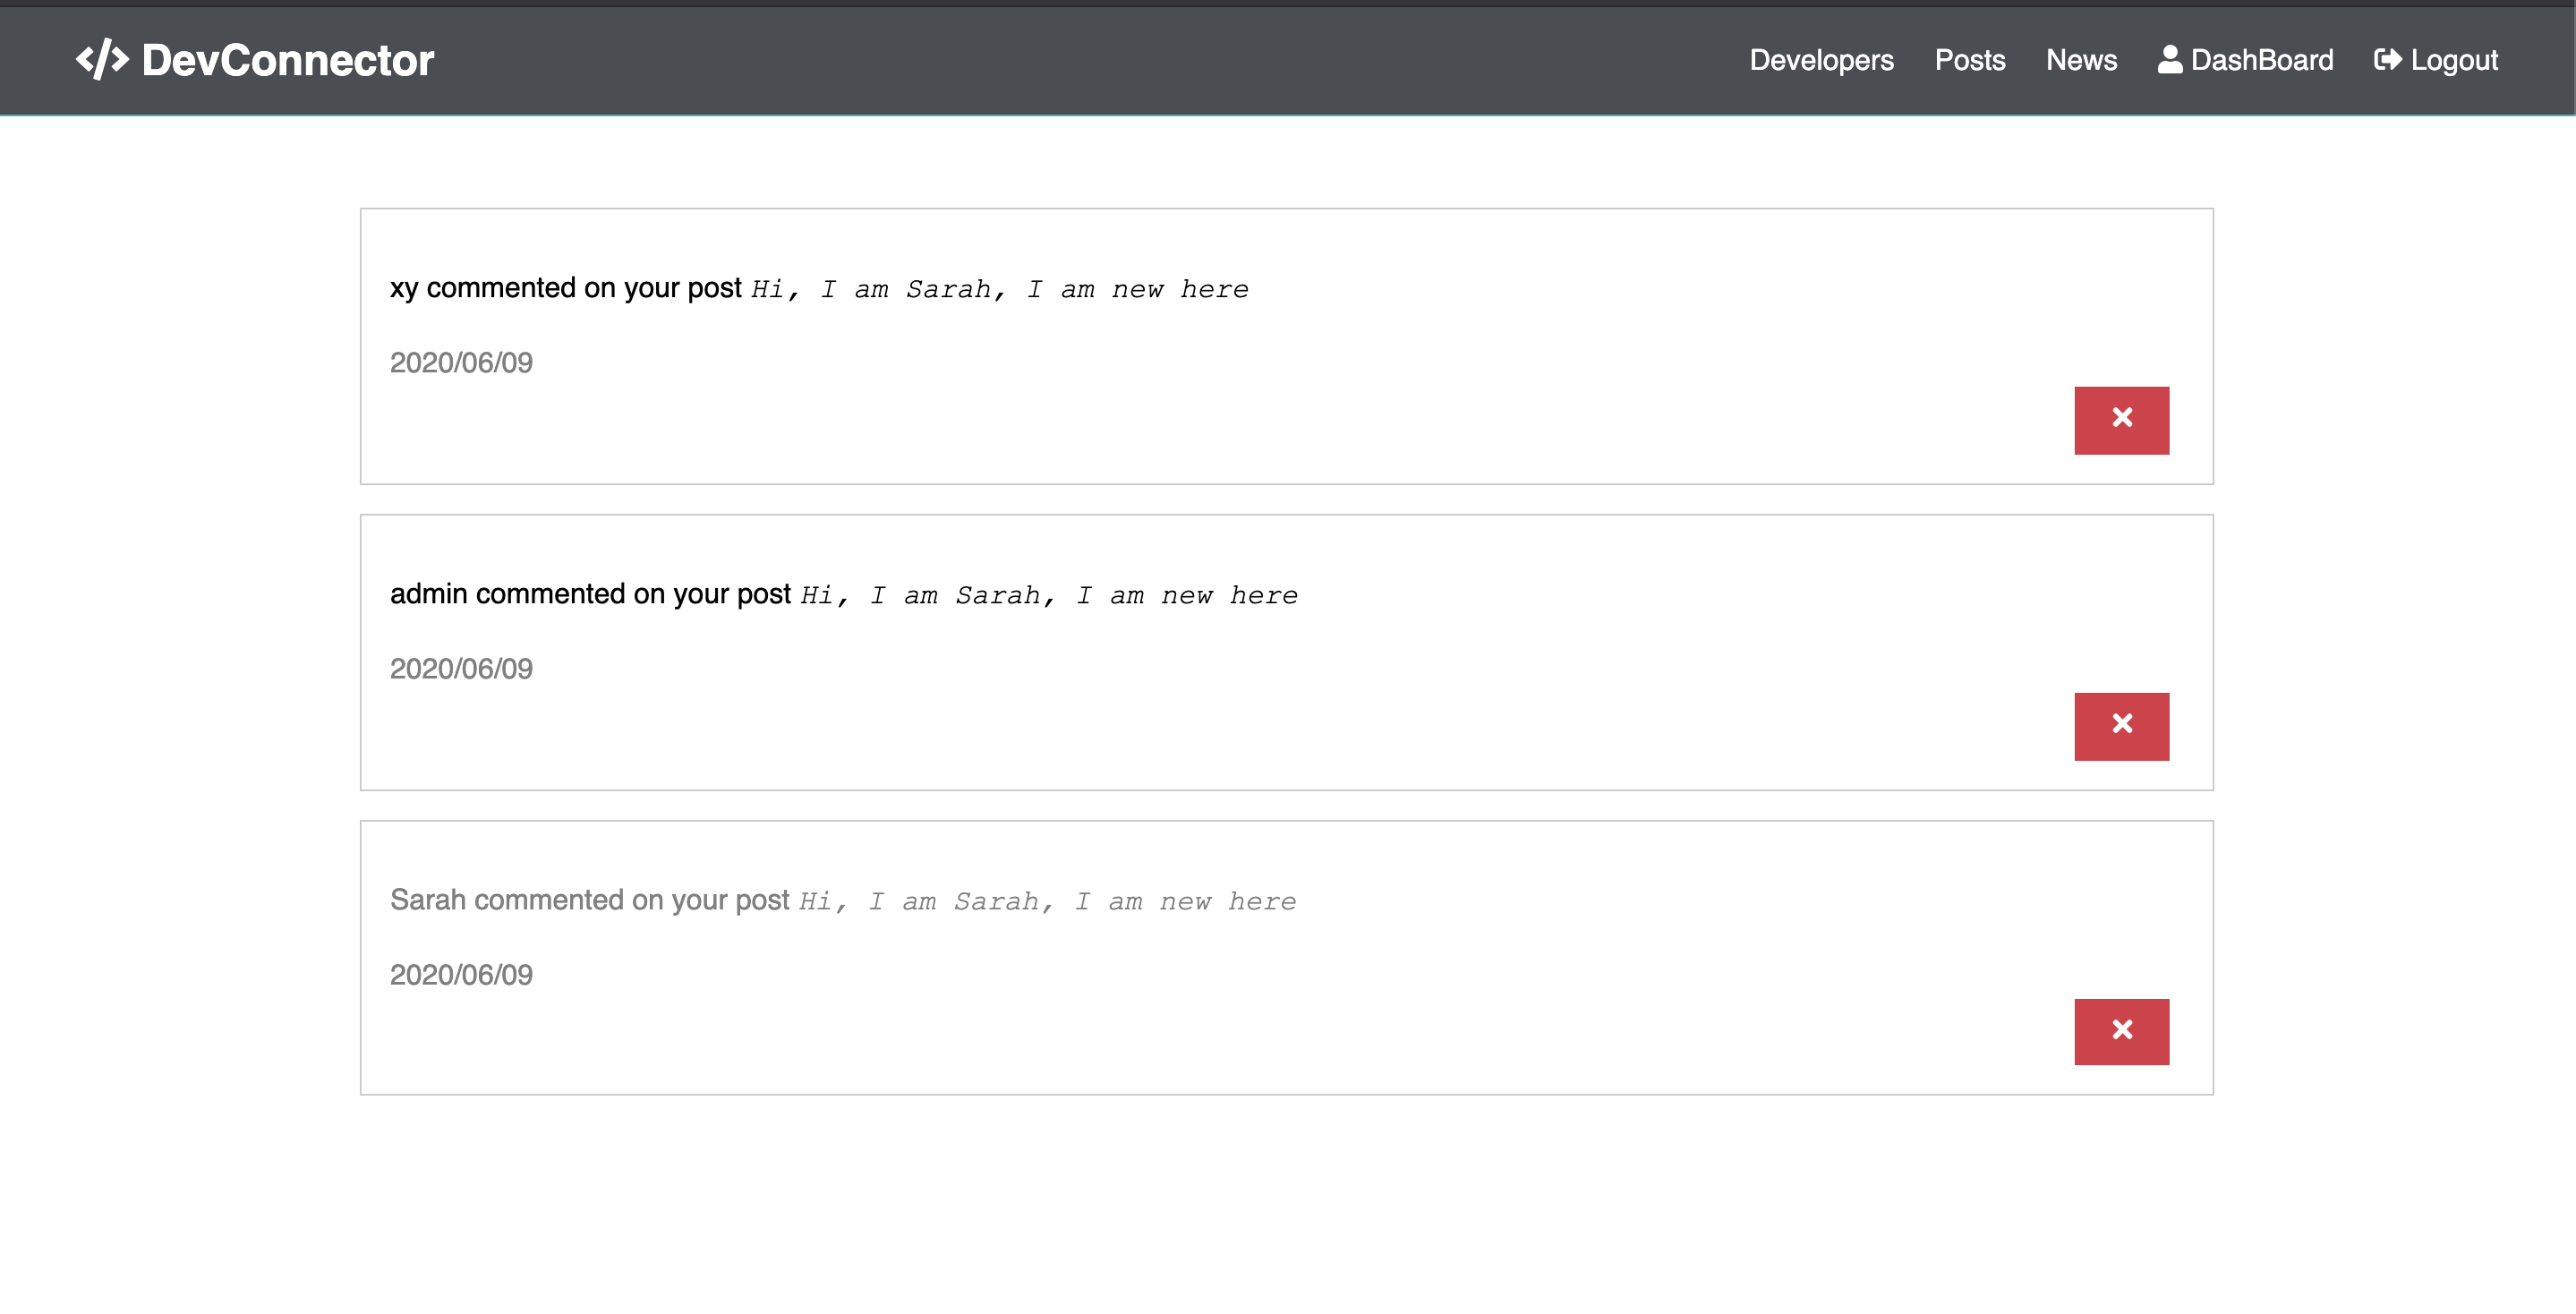 </> DevConnector
Developers Posts News DashBoard Logout
xy commented on your post Hi, I am Sarah, I am new here
2020/06/09
admin commented on your post Hi, I am Sarah, I am new here
2020/06/09
Sarah commented on your post Hi, I am Sarah, I am new here
2020/06/09